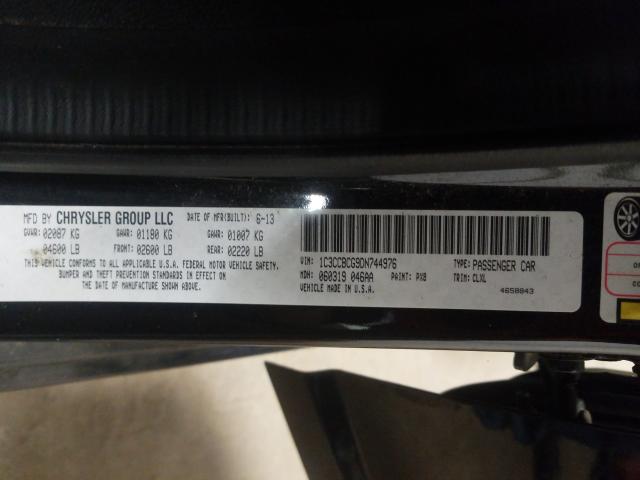 MFD BY CHRYSLER GROUP LLC DATE OF MFR(BUILT): 6-13
GVWR: 02087 KG GAWR: 01180 KG GAWR: 01007 KG
04600 LB FRONT: 02600 LB REAR: 02220 LB
THIS VEHICLE CONFORMS TO ALL APPLICABLE U.S.A. FEDERAL MOTOR VEHICLE SAFETY,
BUMPER AND THEFT PREVENTION STANDARDS IN EFFECT ON
THE DATE OF MANUFACTURE SHOWN ABOVE.
VIN: 1C3CCBCG9DN744976 TYPE: PASSENGER CAR
MDH: 060319 046AA PAINT: PX8 TRIM: CLXL
VEHICLE MADE IN U.S.A.
4658843